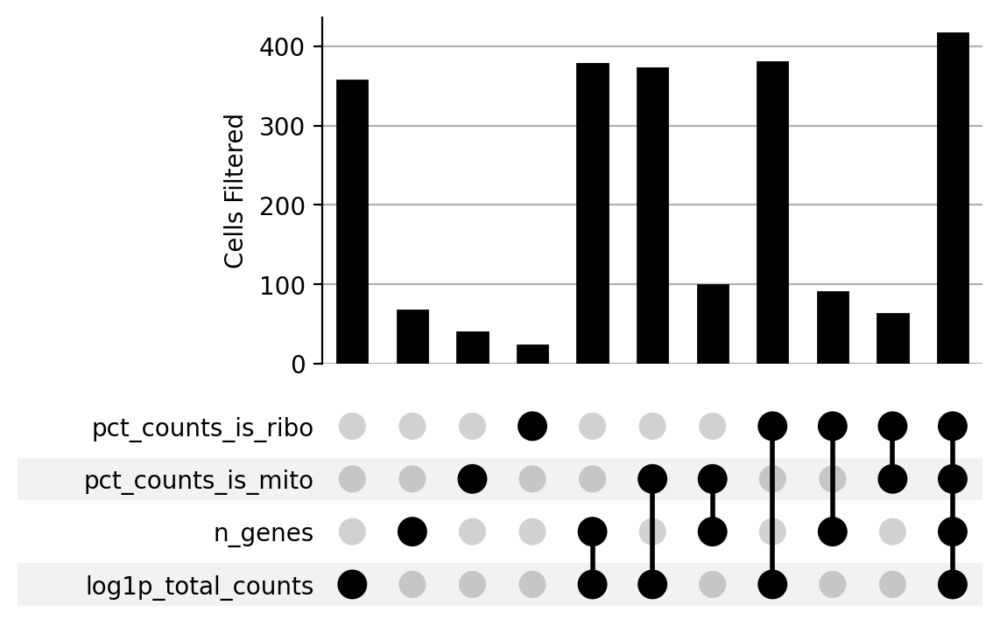 400
300
200
100
0
Cells Filtered
pct_counts_is_ribo
pct_counts_is_mito
n_genes
log1p_total_counts